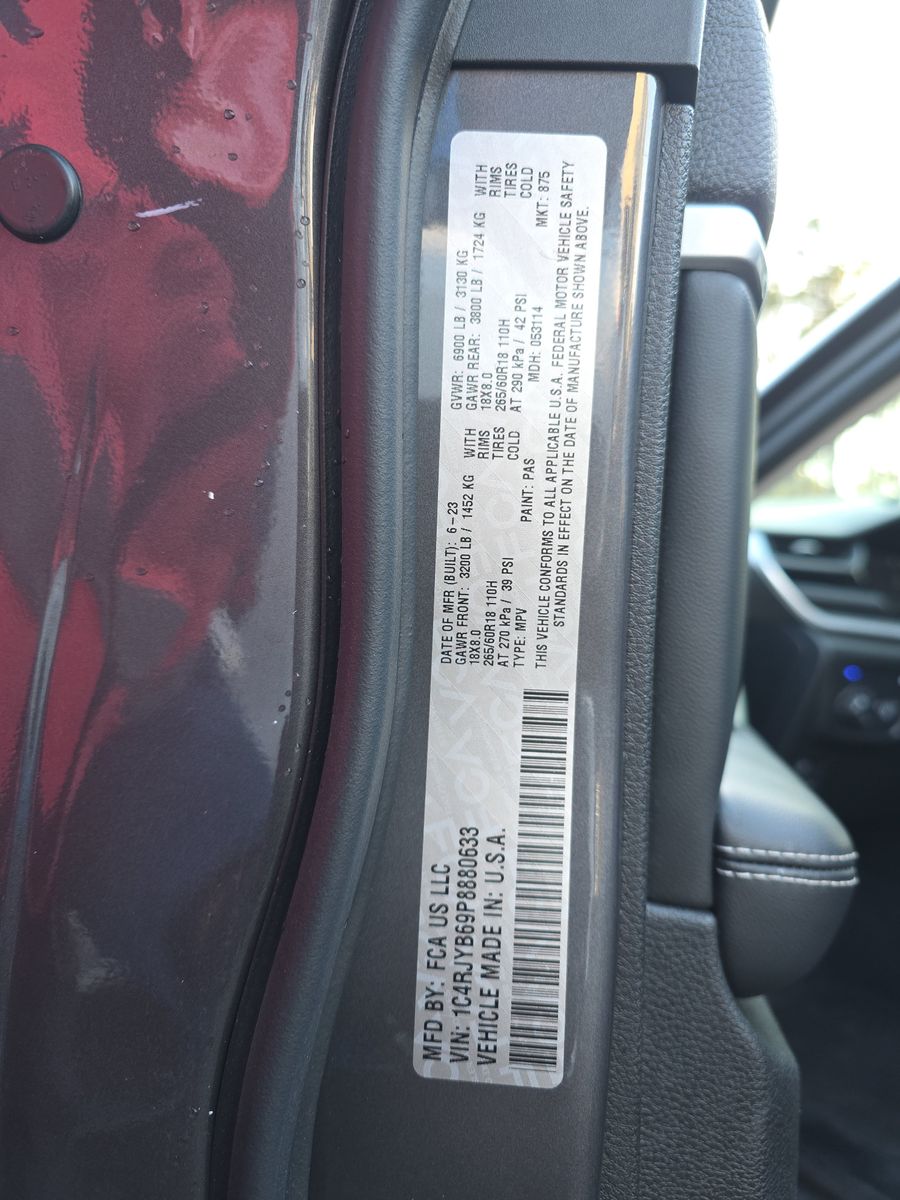 MFD BY: FCA US LLC
VIN: 1C4RJYB69P8880633
VEHICLE MADE IN: U.S.A.
DATE OF MFR (BUILT): 6-23
GVWR: 6900 LB / 3130 KG
GAWR FRONT: 3200 LB / 1452 KG WITH
GAWR REAR: 3800 LB / 1724 KG WITH
18X8.0 RIMS
18X8.0 RIMS
265/60R18 110H TIRES
265/60R18 110H TIRES
AT 270 kPa / 39 PSI COLD
AT 290 kPa / 42 PSI COLD
TYPE: MPV PAINT: PAS MDH: 053114 MKT: 875
THIS VEHICLE CONFORMS TO ALL APPLICABLE U.S.A. FEDERAL MOTOR VEHICLE SAFETY
STANDARDS IN EFFECT ON THE DATE OF MANUFACTURE SHOWN ABOVE.